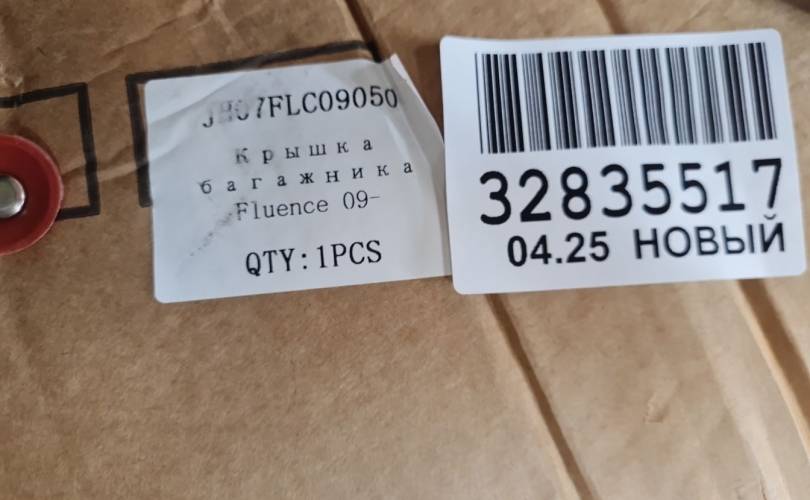 Крышка
багажника
Fluence 09-
QTY:1PCS
32835517
04.25 НОВЫЙ